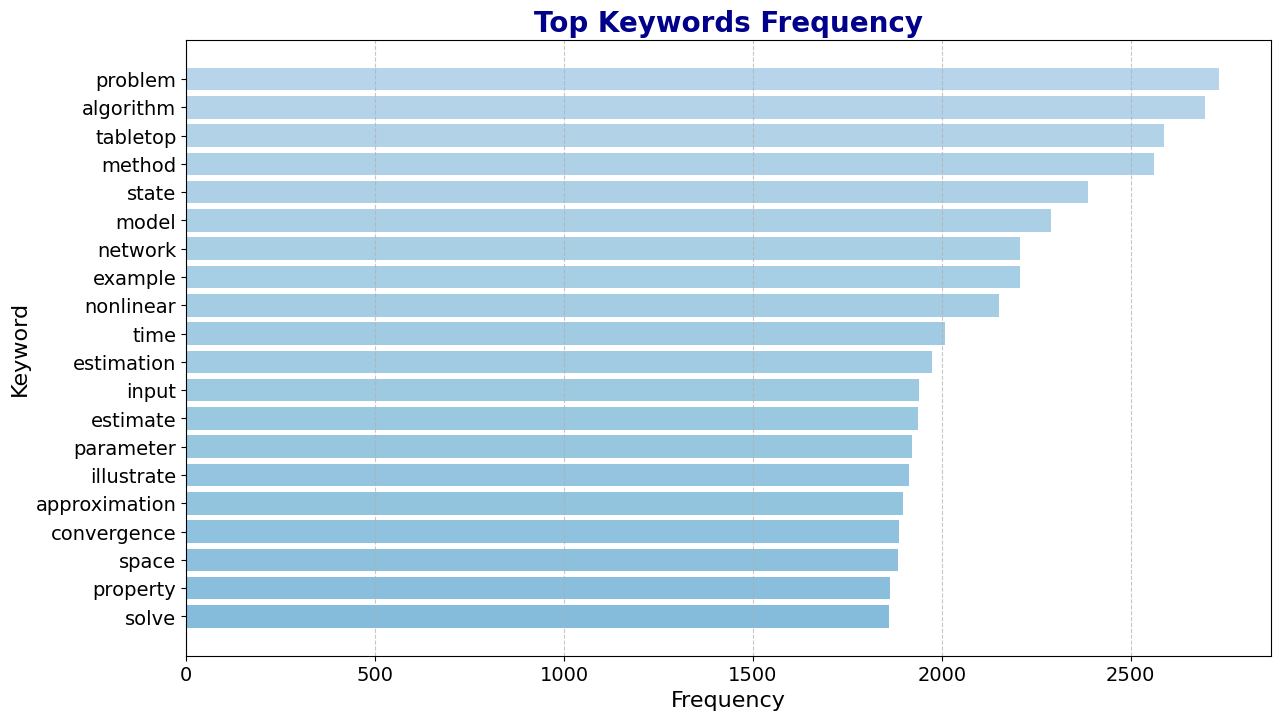 Top Keywords Frequency
Keyword
problem
algorithm
tabletop
method
state
model
network
example
nonlinear
time
estimation
input
estimate
parameter
illustrate
approximation
convergence
space
property
solve
0 500 1000 1500 2000 2500
Frequency